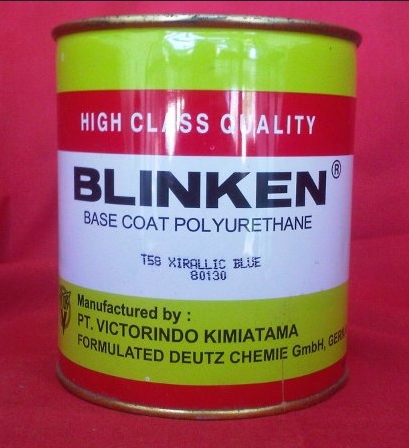 HIGH CLASS QUALITY
BLINKEN®
BASE COAT POLYURETHANE
T58 XIRALLIC BLUE
80130
Manufactured by :
PT. VICTORINDO KIMIATAMA
FORMULATED DEUTZ CHEMIE GmbH,